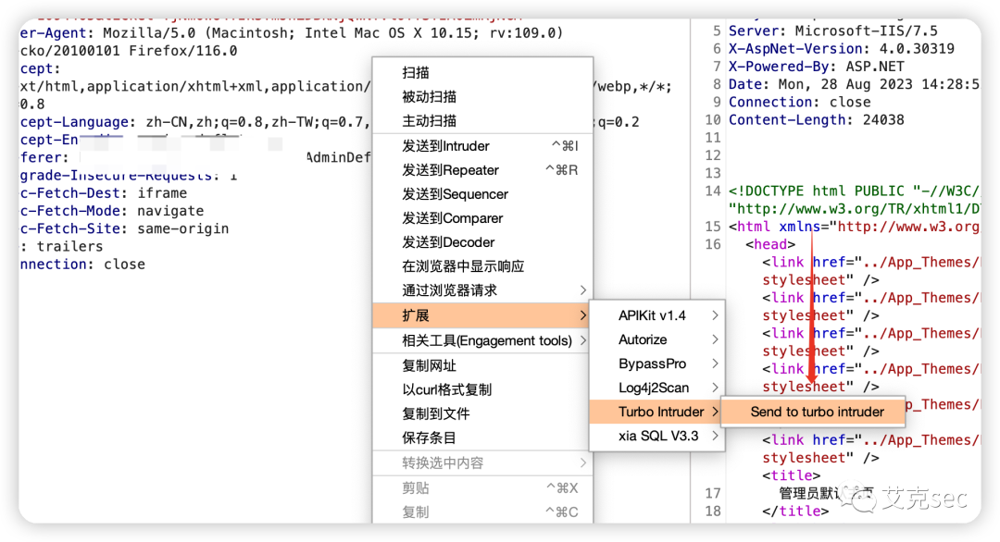 er-Agent: Mozilla/5.0 (Macintosh; Intel Mac OS X 10.15; rv:109.0)
cko/20100101 Firefox/116.0
cept:
xt/html,application/xhtml+xml,application/
/webp,*/*;
0.8
cept-Language: zh-CN,zh;q=0.8,zh-TW;q=0.7,
;q=0.2
cept-En
ferer:
AdminDef
grade-Insecure-Requests: 1
c-Fetch-Dest: iframe
c-Fetch-Mode: navigate
c-Fetch-Site: same-origin
: trailers
nnection: close
扫描
被动扫描
主动扫描
发送到Intruder ^⌘I
发送到Repeater ^⌘R
发送到Sequencer
发送到Comparer
发送到Decoder
在浏览器中显示响应
通过浏览器请求 >
扩展 >
相关工具(Engagement tools) >
复制网址
以curl格式复制
复制到文件
保存条目
转换选中内容 >
剪贴 ^⌘X
复制 ^⌘C
APIKit v1.4 >
Autorize >
BypassPro >
Log4j2Scan >
Turbo Intruder >
xia SQL V3.3 >
Send to turbo intruder
5 Server: Microsoft-IIS/7.5
6 X-AspNet-Version: 4.0.30319
7 X-Powered-By: ASP.NET
8 Date: Mon, 28 Aug 2023 14:28:5
9 Connection: close
10 Content-Length: 24038
11
12
13
14 <!DOCTYPE html PUBLIC "-//W3C/
"http://www.w3.org/TR/xhtml1/D
15 <html xmlns="http://www.w3.org
16 <head>
<link href="../App_Themes/
stylesheet" />
<link href="../App_Themes/
stylesheet" />
<link href="../App_Themes/
stylesheet" />
<link href="../App_Themes/
stylesheet" />
p_Themes/
<link href="../App_Themes/
stylesheet" />
<title>
17 管理员默
页
18 </title>
艾克sec